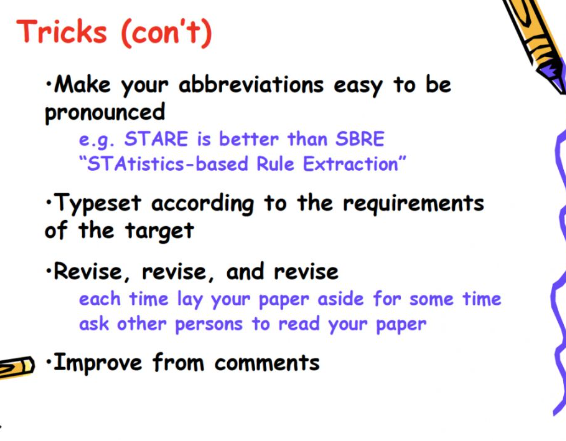 Tricks (con't)
•Make your abbreviations easy to be
pronounced
e.g. STARE is better than SBRE
“STAtistics-based Rule Extraction”
•Typeset according to the requirements
of the target
•Revise, revise, and revise
each time lay your paper aside for some time
ask other persons to read your paper
•Improve from comments